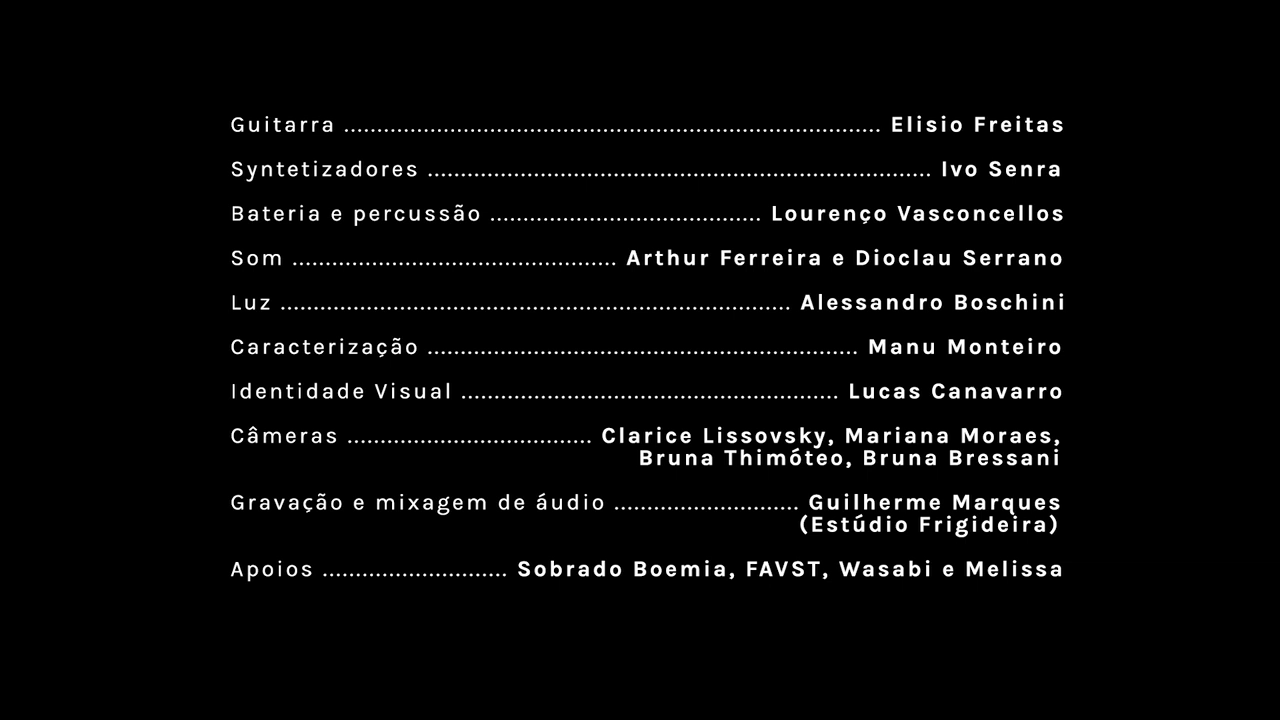 Guitarra ................................................................................. Elisio Freitas
Syntetizadores ............................................................................ Ivo Senra
Bateria e percussão ......................................... Lourenço Vasconcellos
Som ................................................. Arthur Ferreira e Dioclau Serrano
Luz ............................................................................. Alessandro Boschini
Caracterização ................................................................. Manu Monteiro
Identidade Visual ......................................................... Lucas Canavarro
Câmeras ..................................... Clarice Lissovsky, Mariana Moraes,
Bruna Thimóteo, Bruna Bressani
Gravação e mixagem de áudio ............................ Guilherme Marques
(Estúdio Frigideira)
Apoios ............................ Sobrado Boemia, FAVST, Wasabi e Melissa